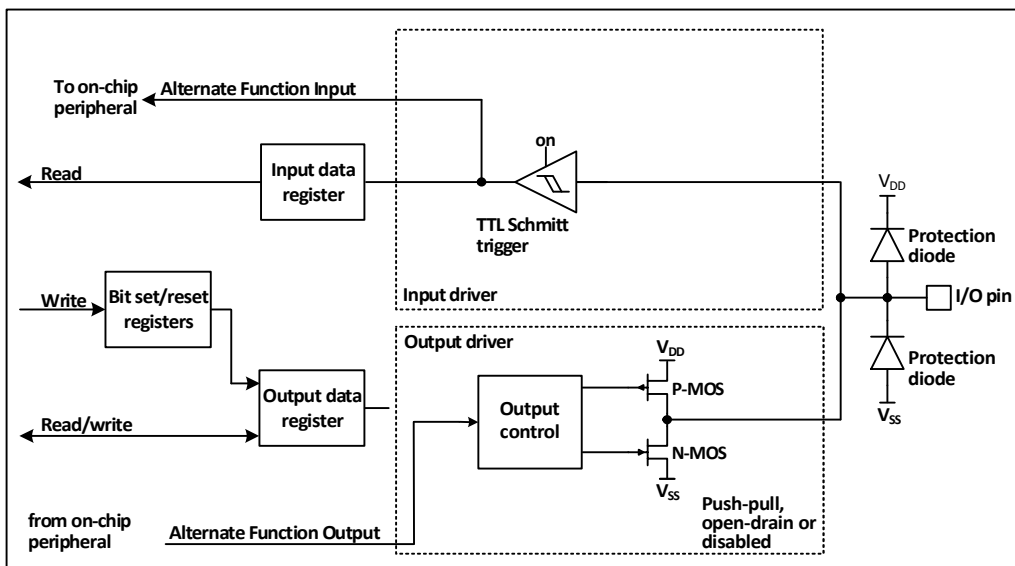 To on-chip
peripheral
Alternate Function Input
on
Read
Input data
register
TTL Schmitt
trigger
VDD
Protection
diode
I/O pin
Write
Bit set/reset
registers
Input driver
Output driver
VDD
Protection
diode
P-MOS
Output data
register
Output
control
Read/write
VSS
N-MOS
VSS
Push-pull,
open-drain or
disabled
from on-chip
peripheral
Alternate Function Output